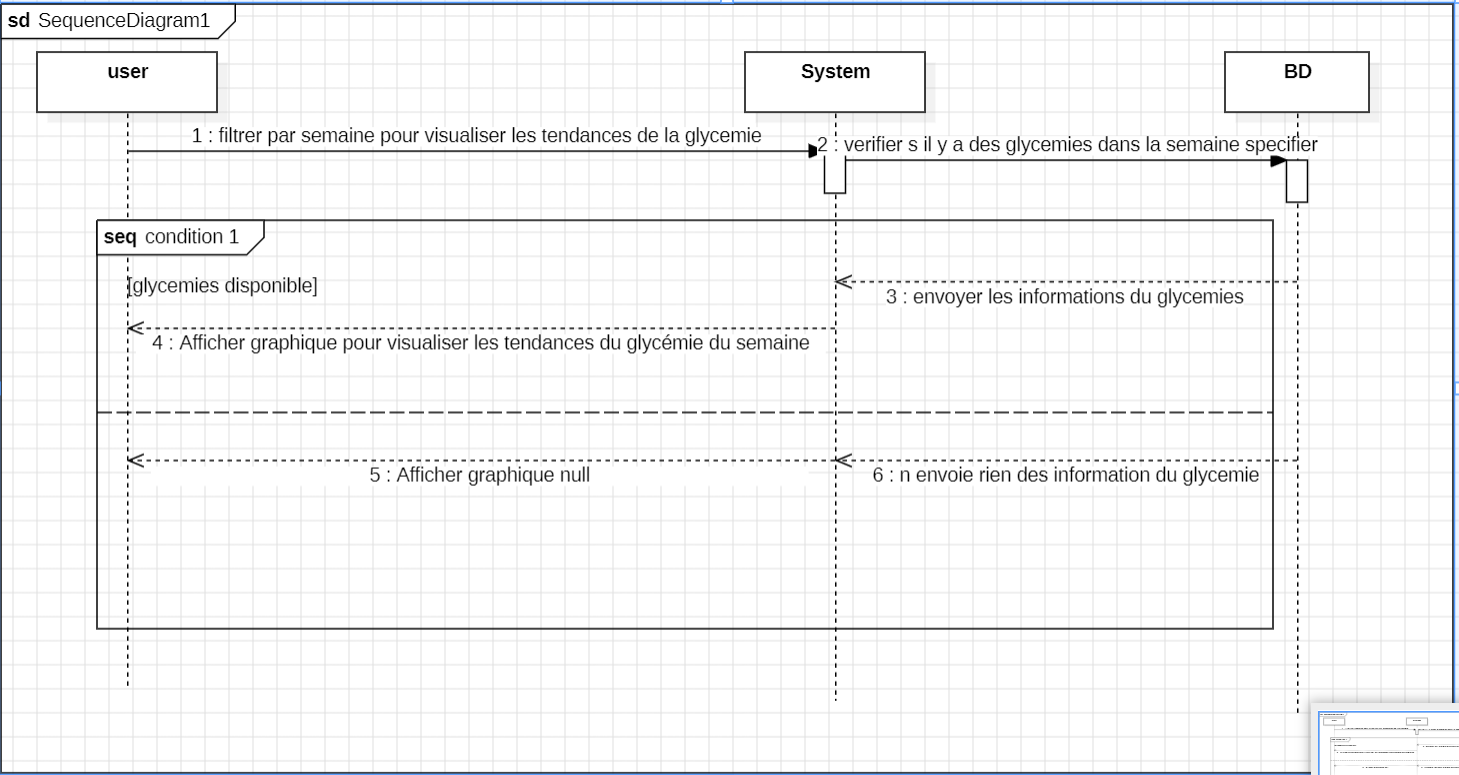 sd SequenceDiagram1
user
System
BD
1 : filtrer par semaine pour visualiser les tendances de la glycemie
2 : verifier s il y a des glycemies dans la semaine specifier
seq condition 1
[glycemies disponible]
3 : envoyer les informations du glycemies
4 : Afficher graphique pour visualiser les tendances du glycémie du semaine
5 : Afficher graphique null
6 : n envoie rien des information du glycemie